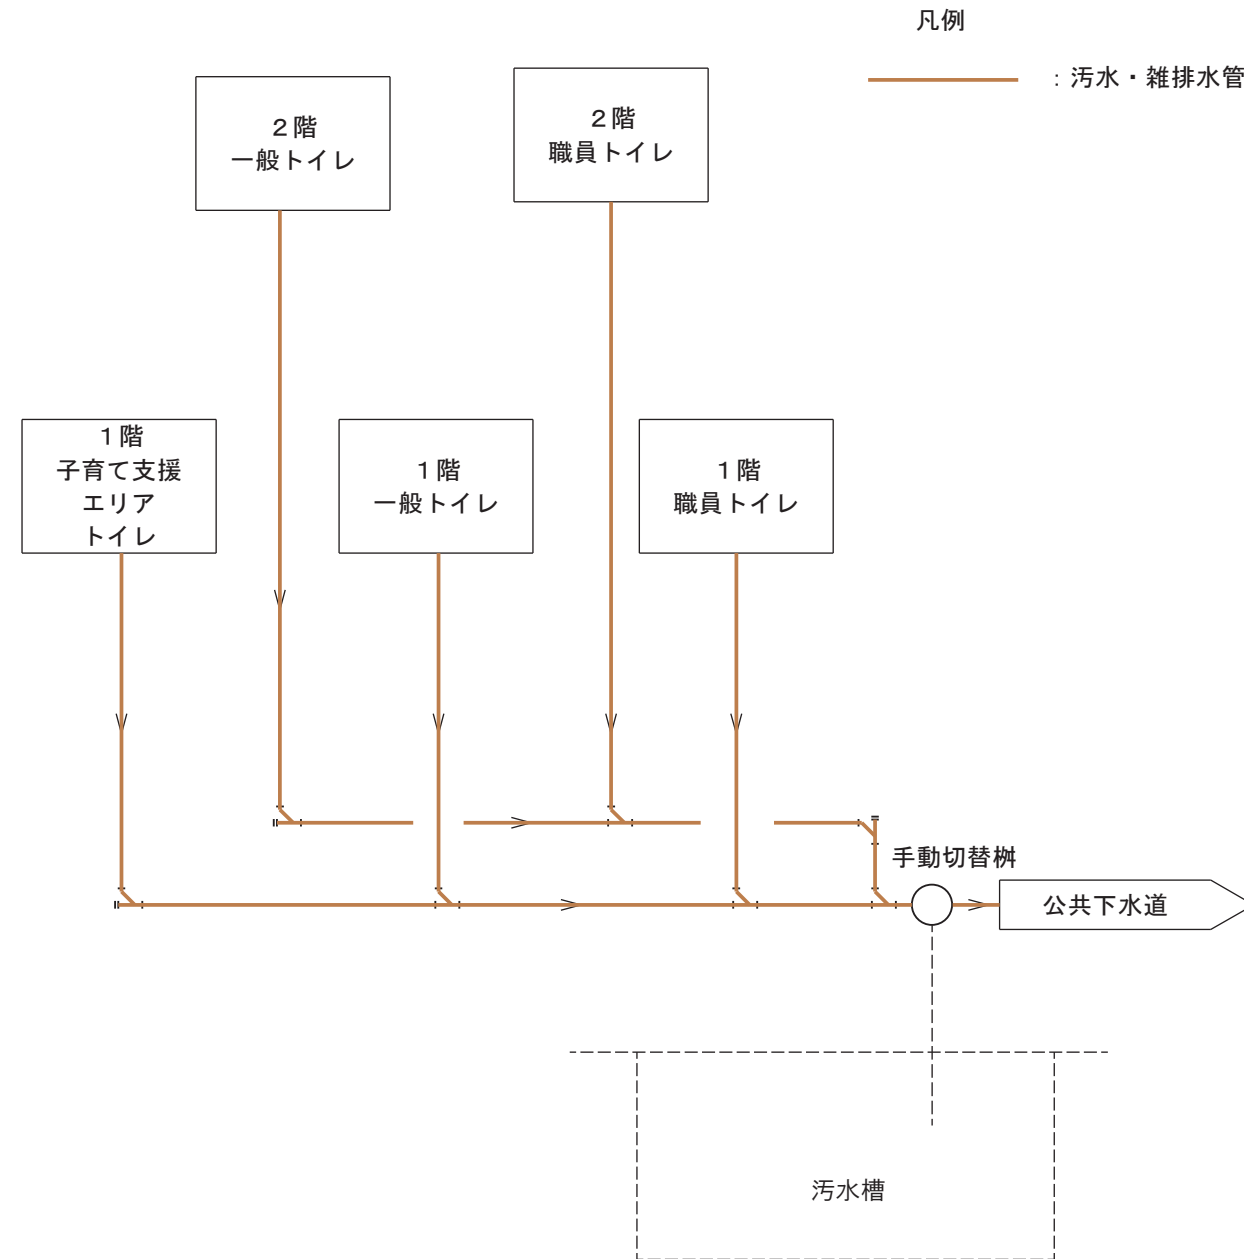 凡例
：汚水・雑排水管
２階
一般トイレ
２階
職員トイレ
１階
子育て支援
エリア
トイレ
１階
一般トイレ
１階
職員トイレ
手動切替桝
公共下水道
汚水槽